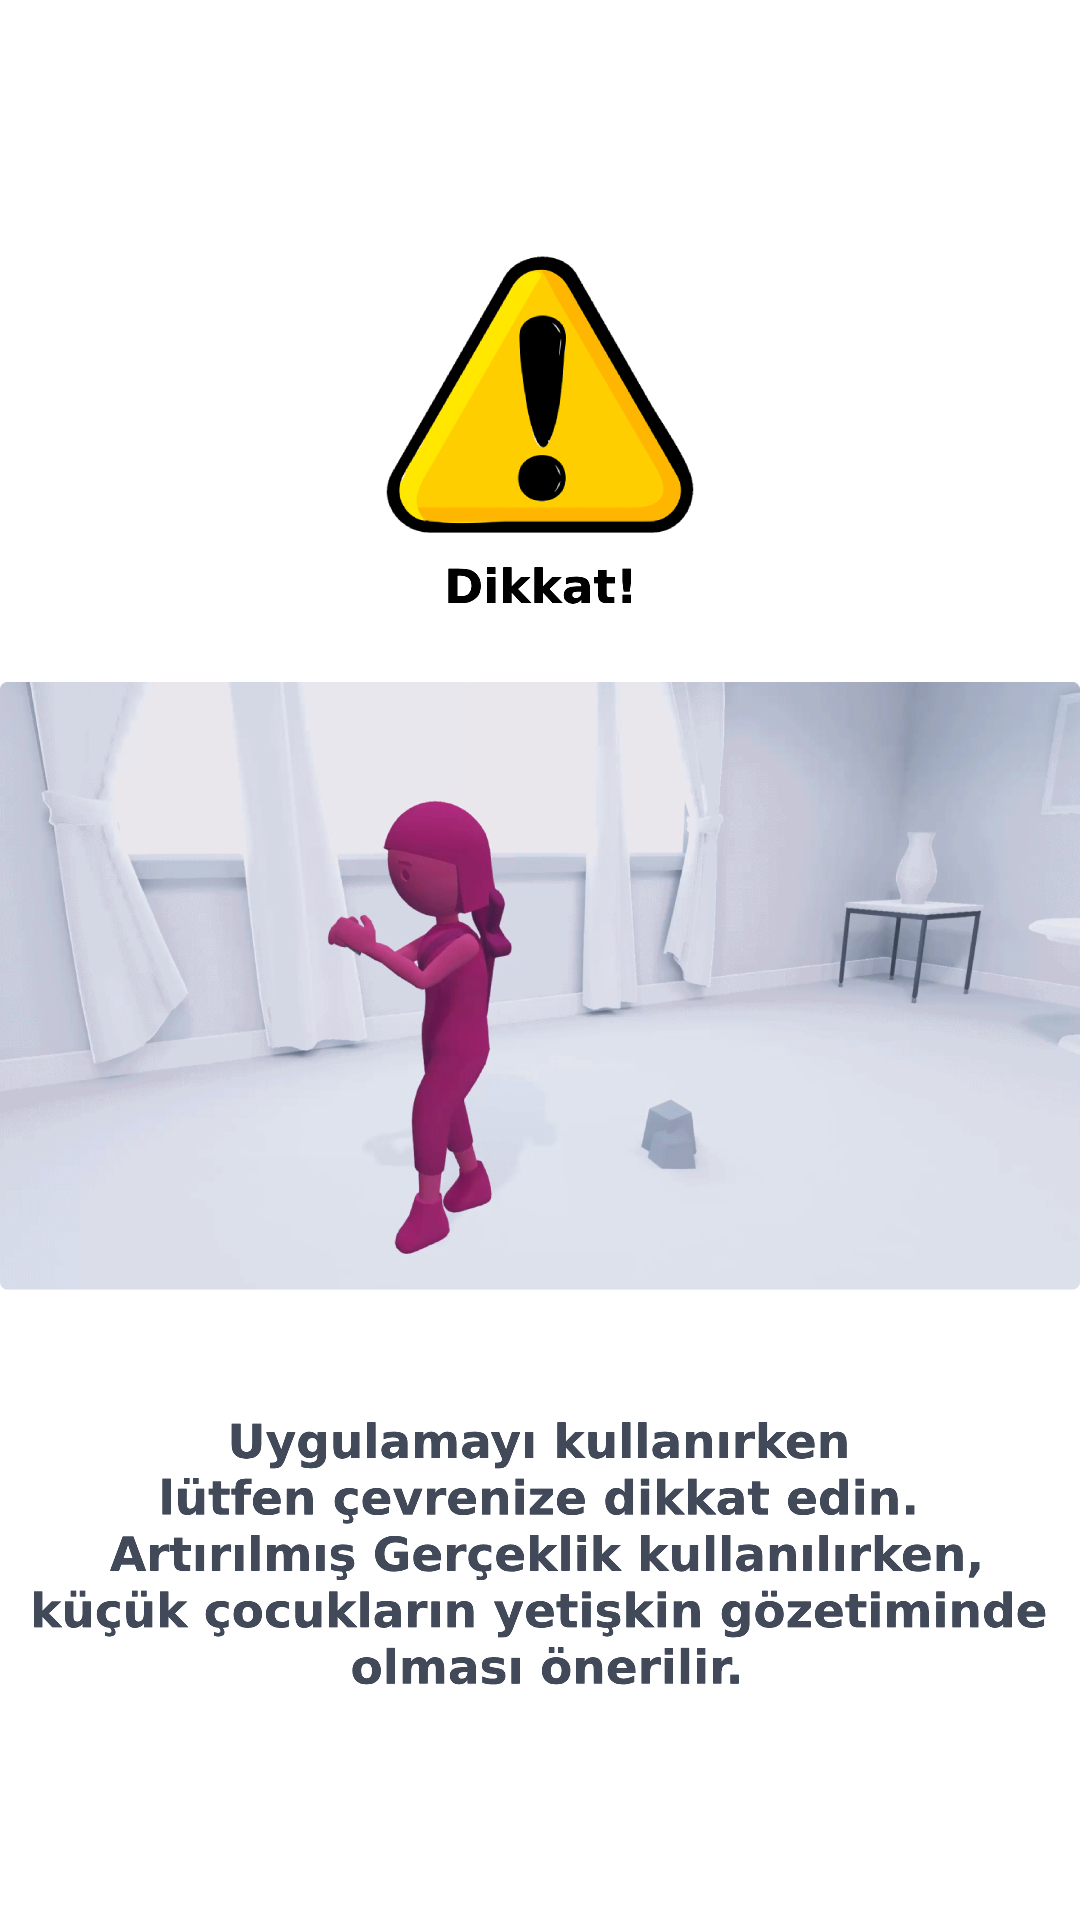 Dikkat!
Uygulamayı kullanırken
lütfen çevrenize dikkat edin.
Artırılmış Gerçeklik kullanılırken,
küçük çocukların yetişkin gözetiminde
olması önerilir.